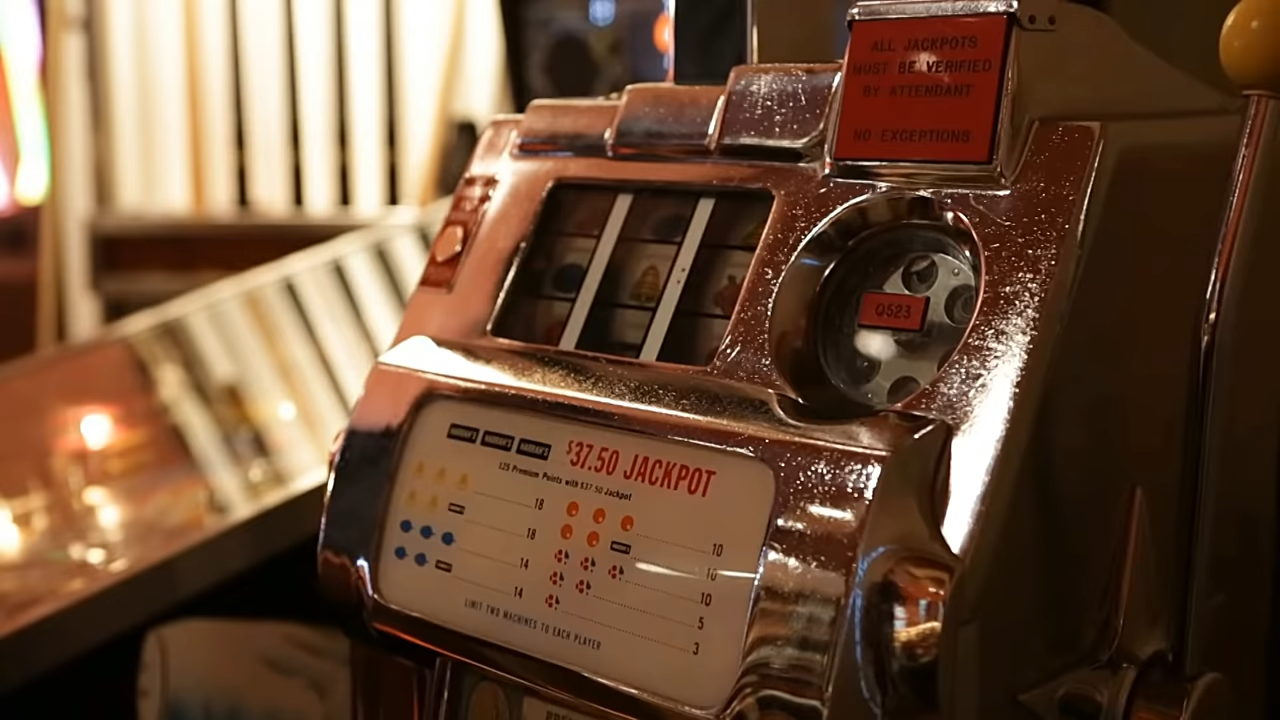 ALL JACKPOTS
MUST BE VERIFIED
BY ATTENDANT
NO EXCEPTIONS
0523
HARRAH'S HARRAH'S HARRAH'S
$37.50 JACKPOT
125 Premium Points with $37.50 Jackpot
18
18
14
14
10
10
10
5
3
LIMIT TWO MACHINES TO EACH PLAYER